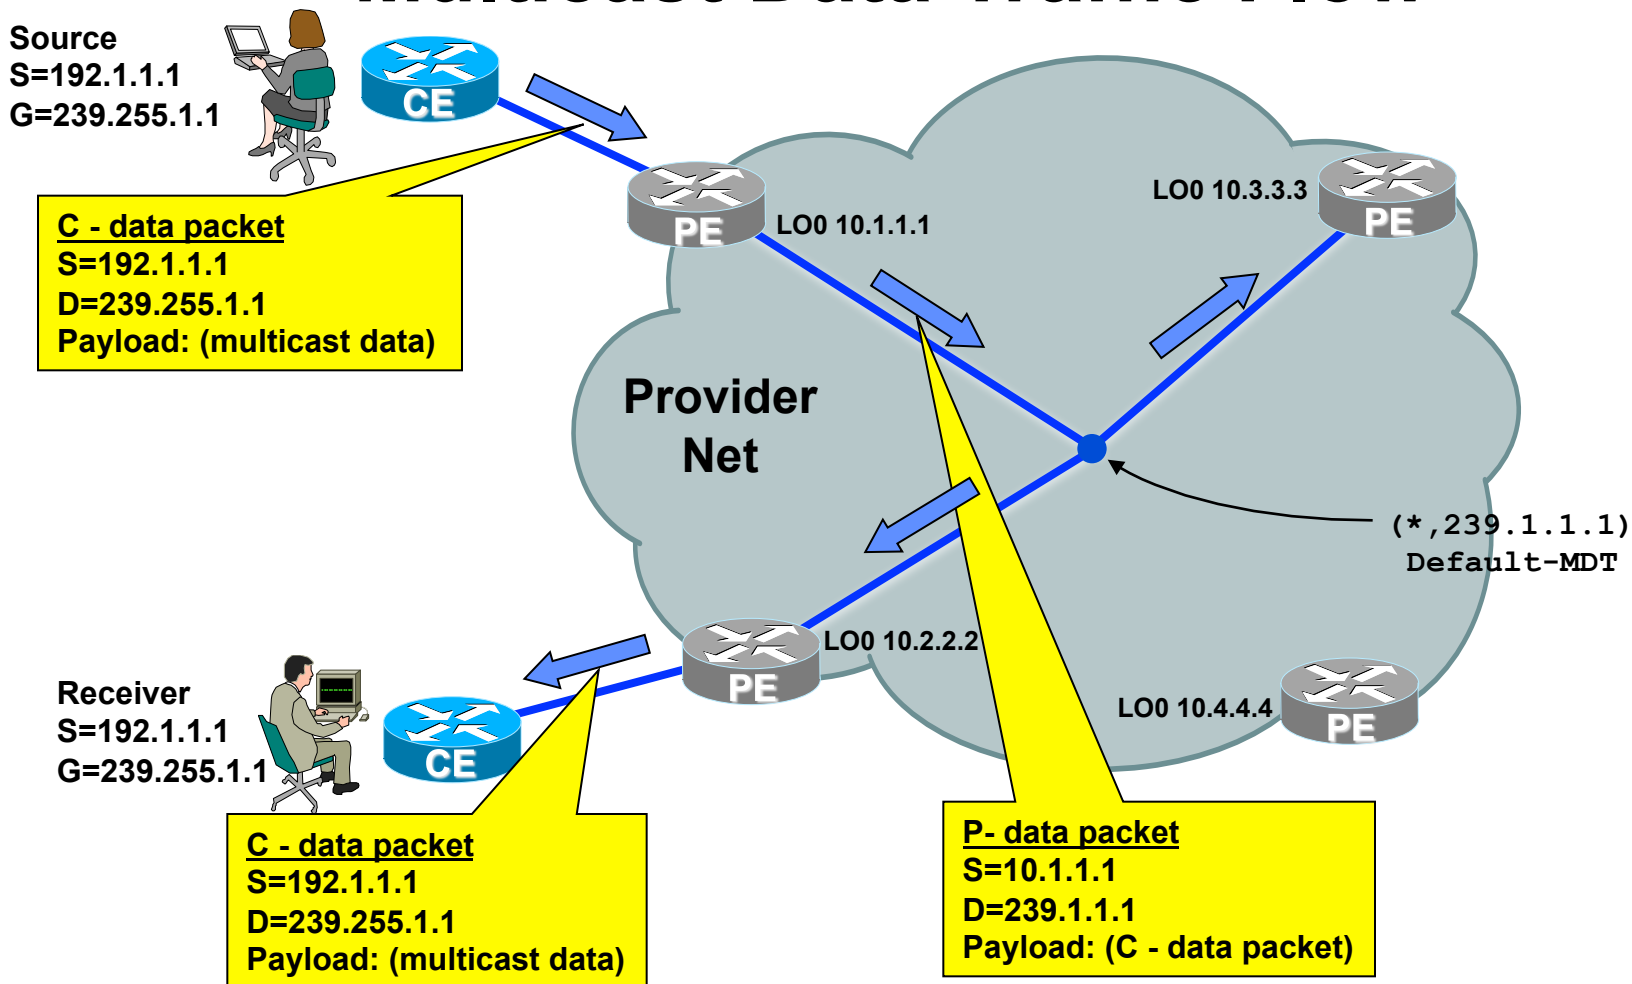 Multicast Data Traffic Flow
Source
S=192.1.1.1
G=239.255.1.1
CE
C - data packet
S=192.1.1.1
D=239.255.1.1
Payload: (multicast data)
PE
LO0 10.1.1.1
LO0 10.3.3.3
PE
Provider
Net
(*,239.1.1.1)
Default-MDT
PE
LO0 10.2.2.2
LO0 10.4.4.4
PE
Receiver
S=192.1.1.1
G=239.255.1.1
CE
C - data packet
S=192.1.1.1
D=239.255.1.1
Payload: (multicast data)
P- data packet
S=10.1.1.1
D=239.1.1.1
Payload: (C - data packet)